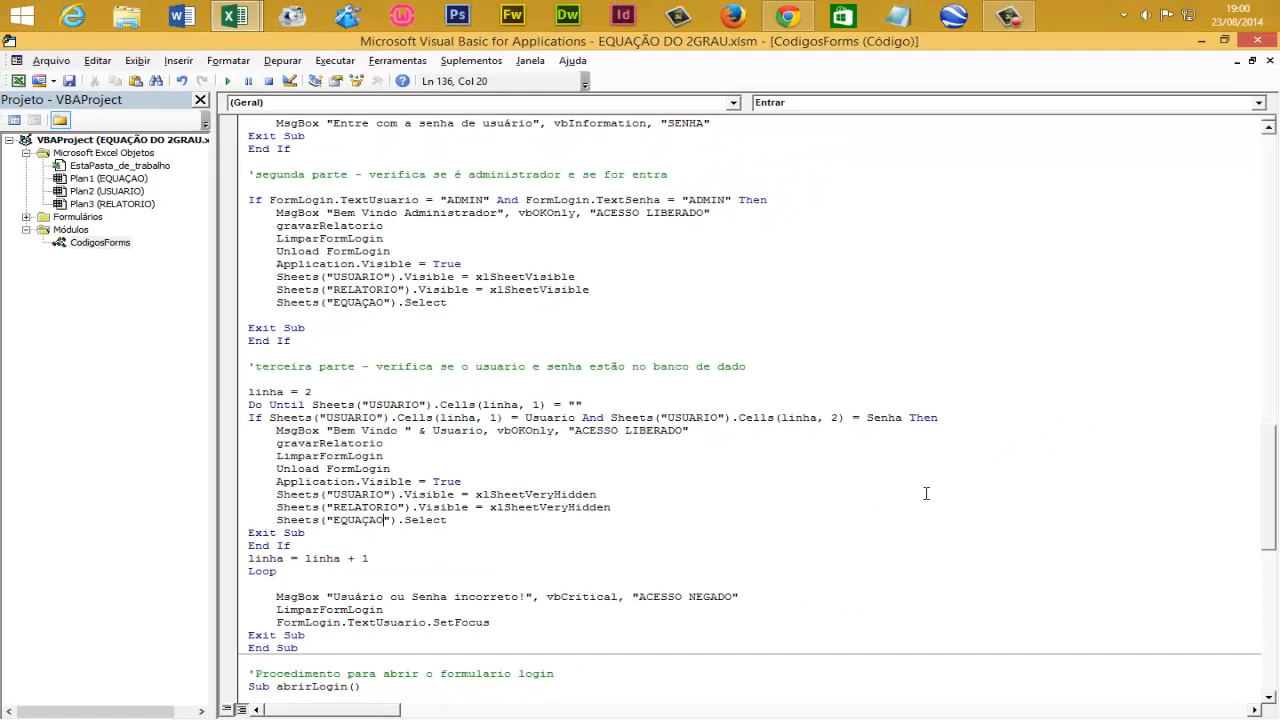 19:00
23/08/2014
Microsoft Visual Basic for Applications - EQUAÇÃO DO 2GRAU.xlsm - [CodigosForms (Código)]
Arquivo Editar Exibir Inserir Formatar Depurar Executar Ferramentas Suplementos Janela Ajuda
Ln 136, Col 20
Projeto - VBAProject
(Geral)
Entrar
VBAProject (EQUAÇÃO DO 2GRAU.x
Microsoft Excel Objetos
EstaPasta_de_trabalho
Plan1 (EQUAÇAO)
Plan2 (USUARIO)
Plan3 (RELATORIO)
Formulários
Módulos
CodigosForms
MsgBox "Entre com a senha de usuário", vbInformation, "SENHA"
Exit Sub
End If
'segunda parte - verifica se é administrador e se for entra
If FormLogin.TextUsuario = "ADMIN" And FormLogin.TextSenha = "ADMIN" Then
MsgBox "Bem Vindo Administrador", vbOKOnly, "ACESSO LIBERADO"
gravarRelatorio
LimparFormLogin
Unload FormLogin
Application.Visible = True
Sheets("USUARIO").Visible = xlSheetVisible
Sheets("RELATORIO").Visible = xlSheetVisible
Sheets("EQUAÇAO").Select
Exit Sub
End If
'terceira parte - verifica se o usuario e senha estão no banco de dado
linha = 2
Do Until Sheets("USUARIO").Cells(linha, 1) = ""
If Sheets("USUARIO").Cells(linha, 1) = Usuario And Sheets("USUARIO").Cells(linha, 2) = Senha Then
MsgBox "Bem Vindo " & Usuario, vbOKOnly, "ACESSO LIBERADO"
gravarRelatorio
LimparFormLogin
Unload FormLogin
Application.Visible = True
Sheets("USUARIO").Visible = xlSheetVeryHidden
Sheets("RELATORIO").Visible = xlSheetVeryHidden
Sheets("EQUAÇAO").Select
Exit Sub
End If
linha = linha + 1
Loop
MsgBox "Usuário ou Senha incorreto!", vbCritical, "ACESSO NEGADO"
LimparFormLogin
FormLogin.TextUsuario.SetFocus
Exit Sub
End Sub
'Procedimento para abrir o formulario login
Sub abrirLogin()